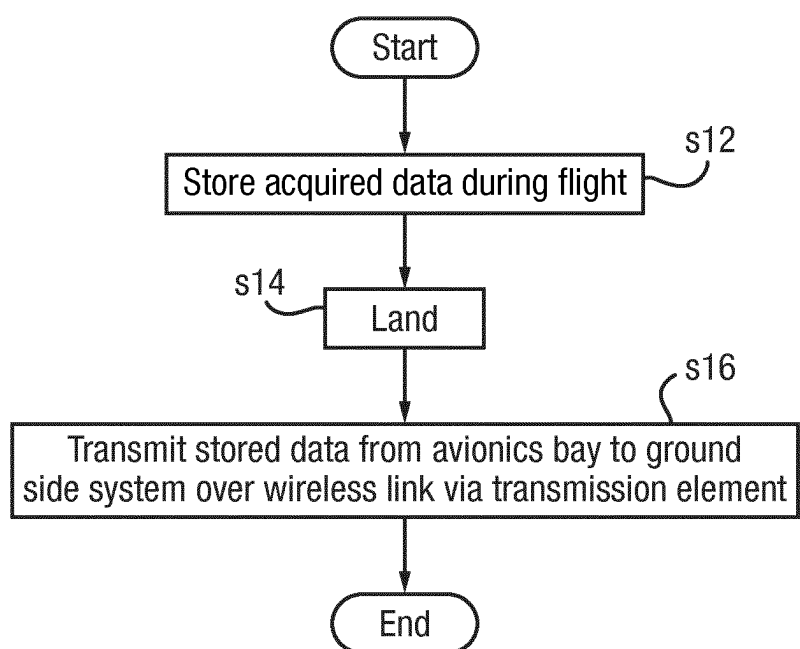 Start
s12
Store acquired data during flight
s14
Land
s16
Transmit stored data from avionics bay to ground
side system over wireless link via transmission element
End